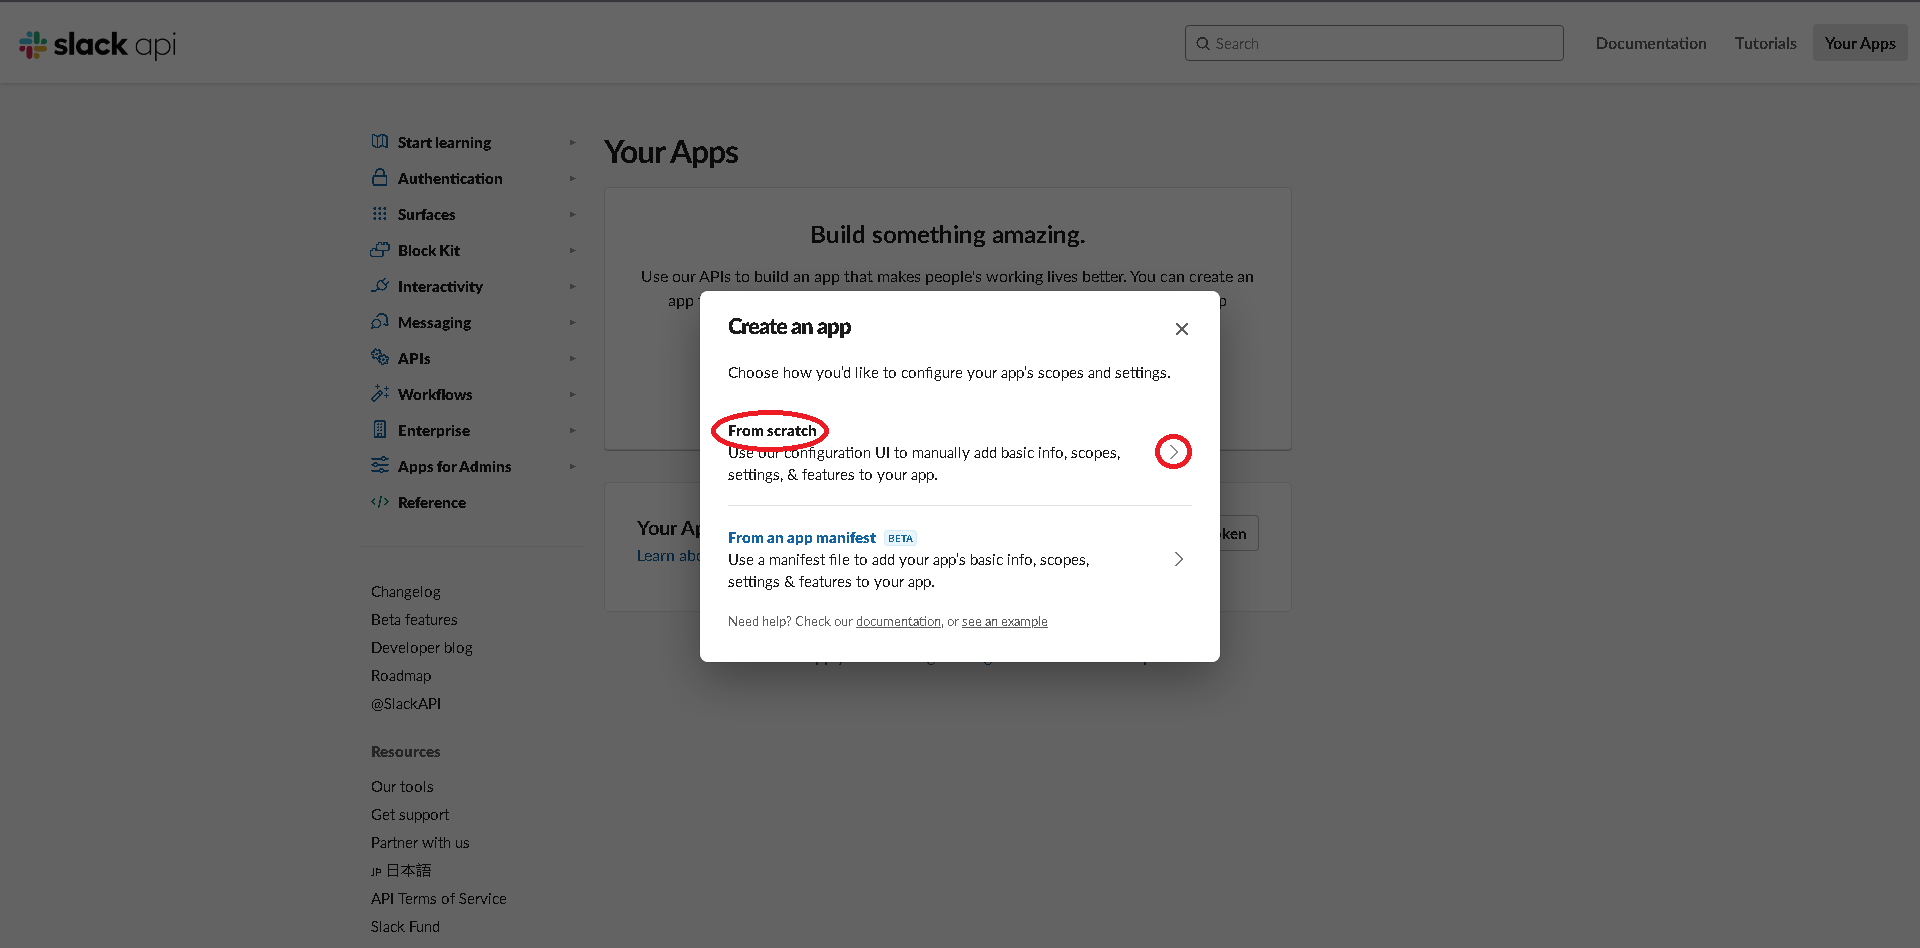 slack api
Search
Documentation
Tutorials
Your Apps
Start learning
Authentication
Surfaces
Block Kit
Interactivity
Messaging
APIs
Workflows
Enterprise
Apps for Admins
Reference
Changelog
Beta features
Developer blog
Roadmap
@SlackAPI
Resources
Our tools
Get support
Partner with us
JP 日本語
API Terms of Service
Slack Fund
Your Apps
Build something amazing.
Use our APIs to build an app that makes people's working lives better. You can create an
app
Create an app
Choose how you'd like to configure your app's scopes and settings.
From scratch
Use our configuration UI to manually add basic info, scopes,
settings, & features to your app.
From an app manifest BETA
Use a manifest file to add your app's basic info, scopes,
settings & features to your app.
Need help? Check our documentation, or see an example
Your
Learn